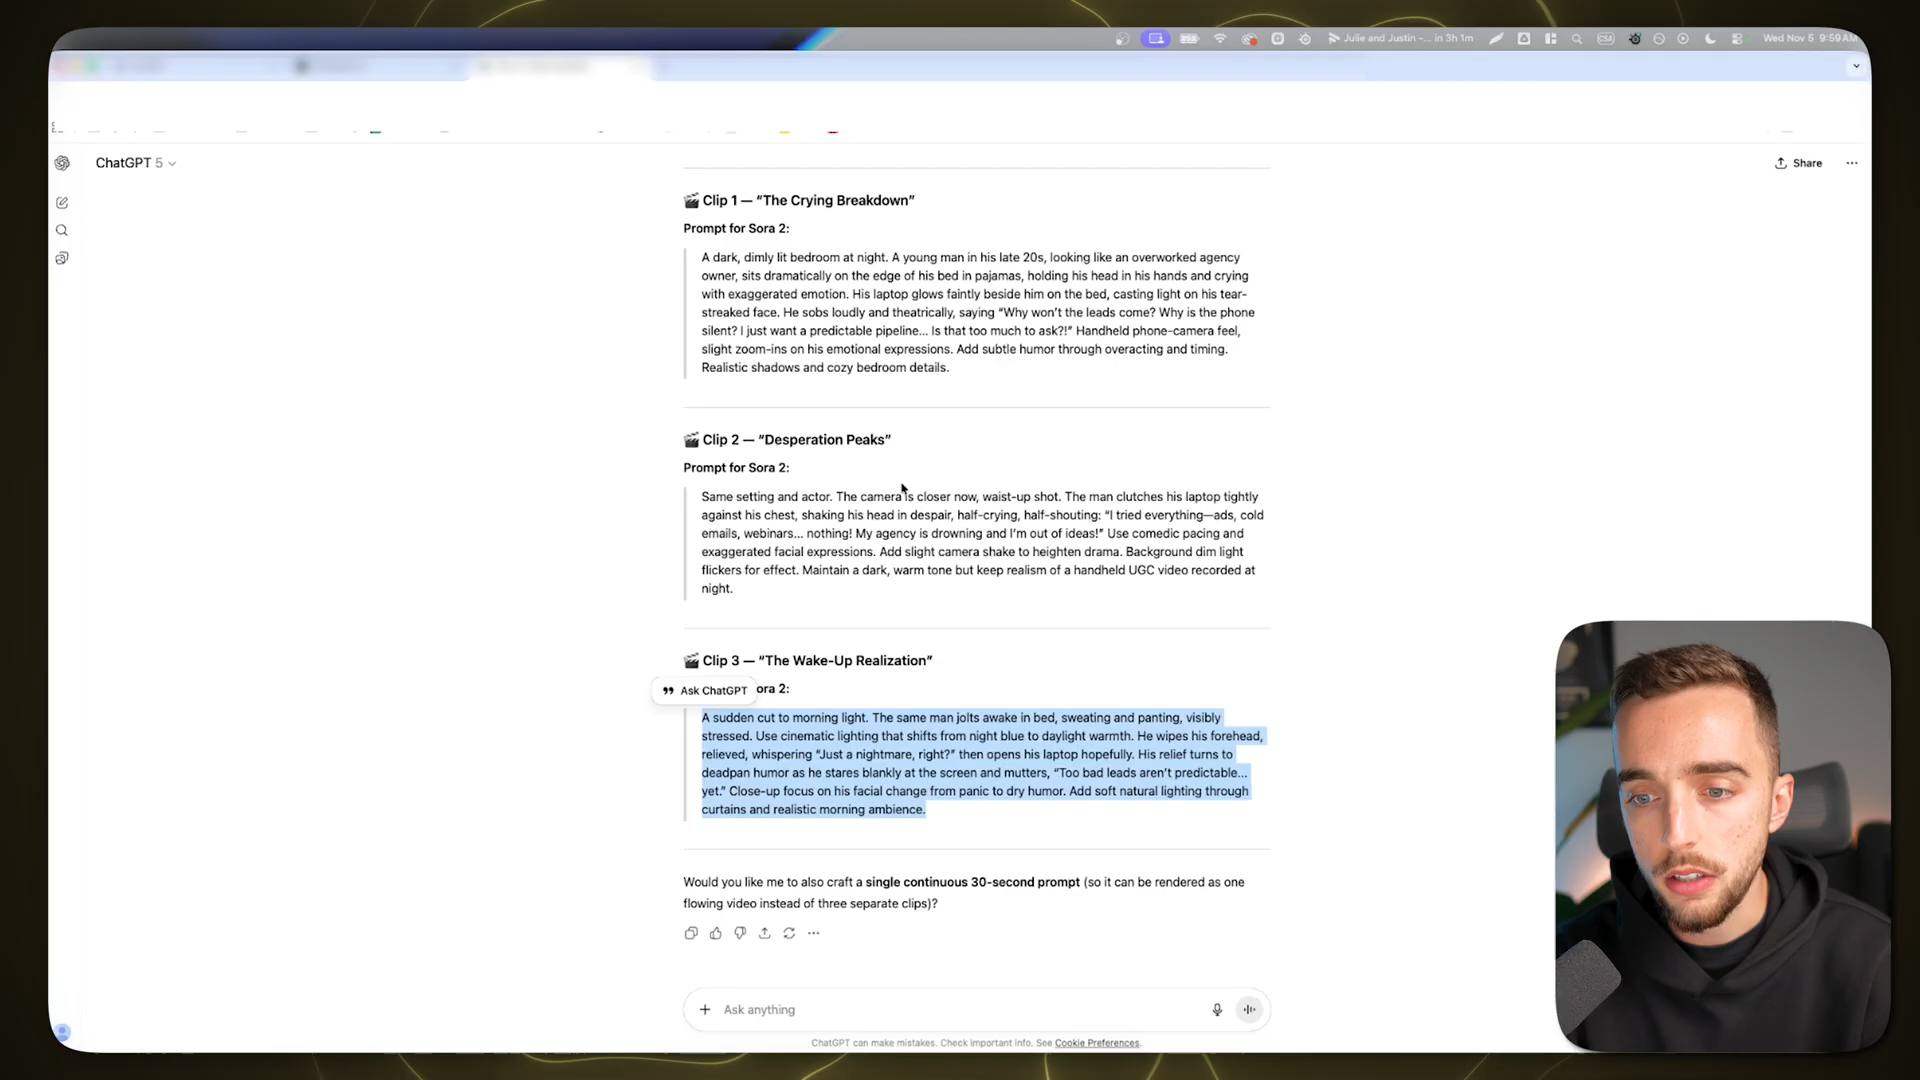 Julie and Justin -... in 3h 1m
Wed Nov 5 9:59 AM
ChatGPT 5
Share
🎬 Clip 1 — “The Crying Breakdown”
Prompt for Sora 2:
A dark, dimly lit bedroom at night. A young man in his late 20s, looking like an overworked agency
owner, sits dramatically on the edge of his bed in pajamas, holding his head in his hands and crying
with exaggerated emotion. His laptop glows faintly beside him on the bed, casting light on his tear-
streaked face. He sobs loudly and theatrically, saying “Why won’t the leads come? Why is the phone
silent? I just want a predictable pipeline… Is that too much to ask?!” Handheld phone-camera feel,
slight zoom-ins on his emotional expressions. Add subtle humor through overacting and timing.
Realistic shadows and cozy bedroom details.
🎬 Clip 2 — “Desperation Peaks”
Prompt for Sora 2:
Same setting and actor. The camera is closer now, waist-up shot. The man clutches his laptop tightly
against his chest, shaking his head in despair, half-crying, half-shouting: “I tried everything—ads, cold
emails, webinars… nothing! My agency is drowning and I’m out of ideas!” Use comedic pacing and
exaggerated facial expressions. Add slight camera shake to heighten drama. Background dim light
flickers for effect. Maintain a dark, warm tone but keep realism of a handheld UGC video recorded at
night.
🎬 Clip 3 — “The Wake-Up Realization”
Ask ChatGPT
ora 2:
A sudden cut to morning light. The same man jolts awake in bed, sweating and panting, visibly
stressed. Use cinematic lighting that shifts from night blue to daylight warmth. He wipes his forehead,
relieved, whispering “Just a nightmare, right?” then opens his laptop hopefully. His relief turns to
deadpan humor as he stares blankly at the screen and mutters, “Too bad leads aren’t predictable…
yet.” Close-up focus on his facial change from panic to dry humor. Add soft natural lighting through
curtains and realistic morning ambience.
Would you like me to also craft a single continuous 30-second prompt (so it can be rendered as one
flowing video instead of three separate clips)?
Ask anything
ChatGPT can make mistakes. Check important info. See Cookie Preferences.